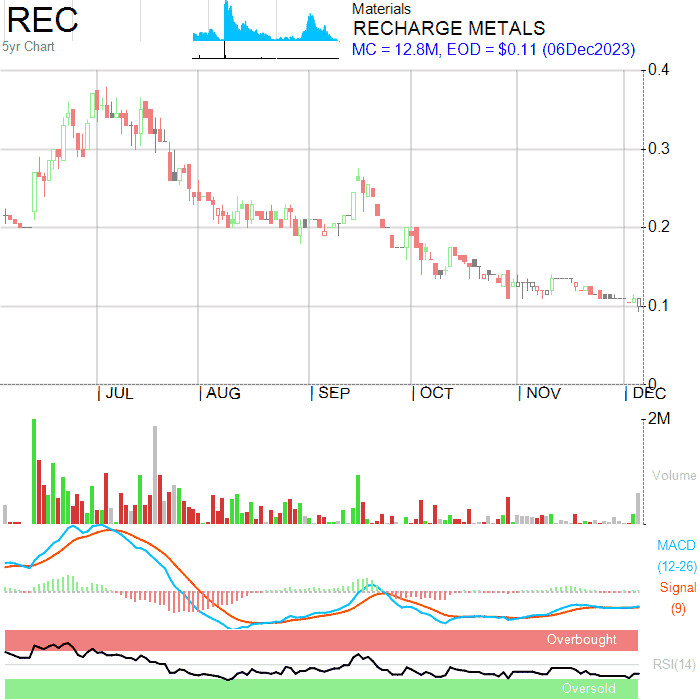 REC
5yr Chart
Materials
RECHARGE METALS
MC = 12.8M, EOD = $0.11 (06Dec2023)
0.4
0.3
0.2
0.1
0
JUL AUG SEP OCT NOV DEC
2M
Volume
MACD
(12-26)
Signal
(9)
Overbought
RSI(14)
Oversold